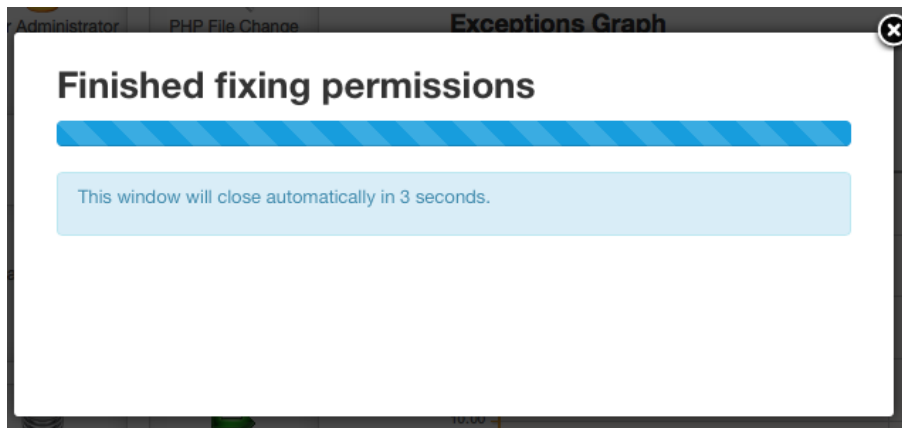 Administrator
PHP File Change
Exceptions Graph
Finished fixing permissions
This window will close automatically in 3 seconds.
10.00